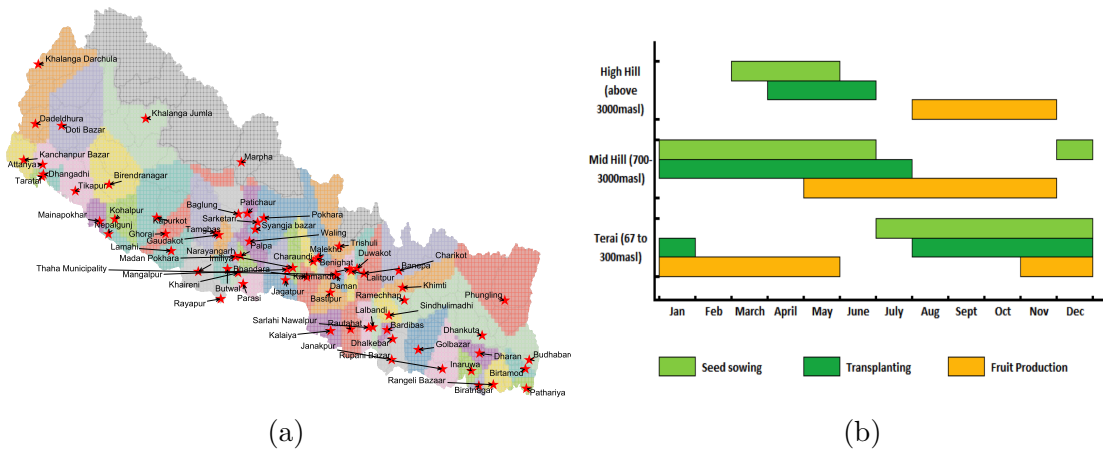 Khalanga Darchula
Khalanga Jumla
Dadeldhura
Doti Bazar
Kanchanpur Bazar
Attariya
Dhangadhi
Taratal
Tikapur
Birendranagar
Marpha
Mainapokhar
Kohalpur
Nepalgunj
Kapurkot
Ghorai
Lamahi
Baglung
Patichaur
Sarketari
Pokhara
Syangja bazar
Tamghas
Gaudakot
Waling
Palpa
Narayangarh
Madan Pokhara
Imiliya
Charaundi
Malekhu
Trishuli
Benighat
Duwakot
Charikot
Banepa
Thaha Municipality
Bhandara
Kathmandu
Lalitpur
Mangalpur
Khaireni
Butwal
Daman
Khimti
Jagatpur
Parasi
Bastipur
Ramechhap
Phungling
Rayapur
Sindhulimadhi
Lalbandi
Sarlahi Nawalpur
Rautahat
Bardibas
Kalaiya
Dhalkebar
Dhankuta
Janakpur
Golbazar
Rupani Bazar
Dharan
Inaruwa
Birtamod
Rangeli Bazaar
Biratnagar
Pathariya
(a)
High Hill
(above
3000masl)
Mid Hill (700-
3000masl)
Terai (67 to
300masl)
Jan Feb March April May June July Aug Sept Oct Nov Dec
Seed sowing Transplanting Fruit Production
(b)